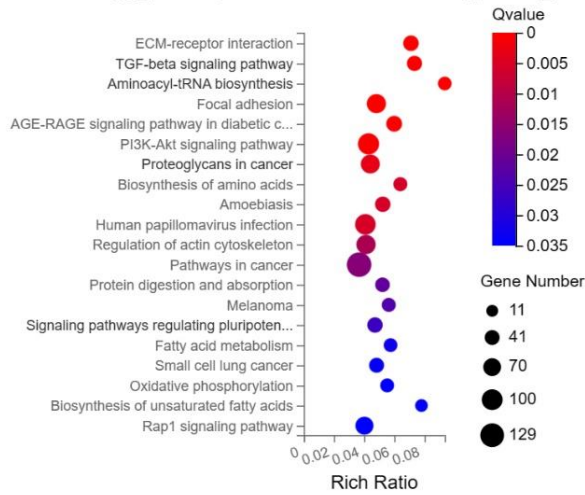 Qvalue
ECM-receptor interaction
TGF-beta signaling pathway
Aminoacyl-tRNA biosynthesis
Focal adhesion
AGE-RAGE signaling pathway in diabetic c...
PI3K-Akt signaling pathway
Proteoglycans in cancer
Biosynthesis of amino acids
Amoebiasis
Human papillomavirus infection
Regulation of actin cytoskeleton
Pathways in cancer
Protein digestion and absorption
Melanoma
Signaling pathways regulating pluripoten...
Fatty acid metabolism
Small cell lung cancer
Oxidative phosphorylation
Biosynthesis of unsaturated fatty acids
Rap1 signaling pathway
0 0.02 0.04 0.06 0.08
Rich Ratio
0
0.005
0.01
0.015
0.02
0.025
0.03
0.035
Gene Number
11
41
70
100
129